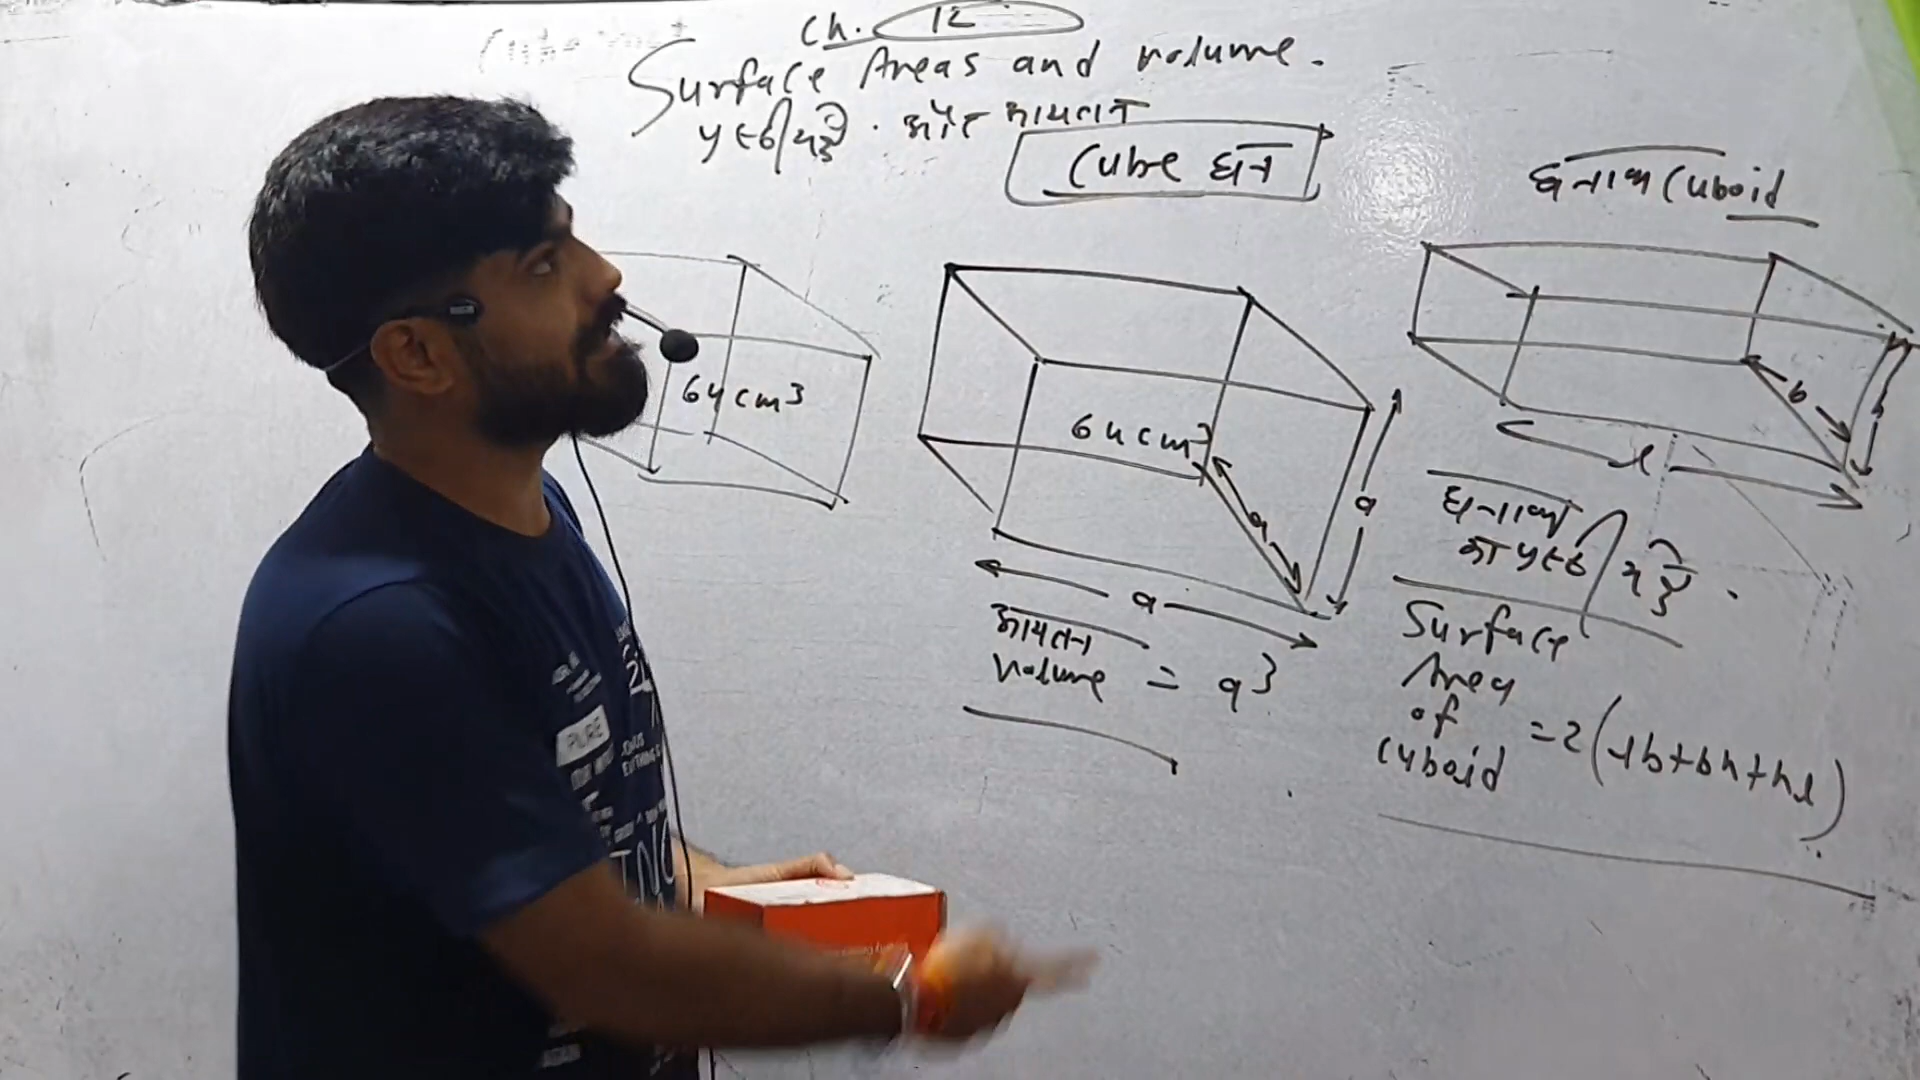 Ch. 12
Surface Areas and volume.
पृष्ठीय क्षे. और आयतन
Cube घन
घनाभ Cuboid
64 cm3
64 cm3
a
a
a
b
h
l
आयतन
volume = a3
घनाभ
का पृष्ठीय क्षे.
Surface
Area
of
cuboid = 2(lb+bh+hl)
PURE